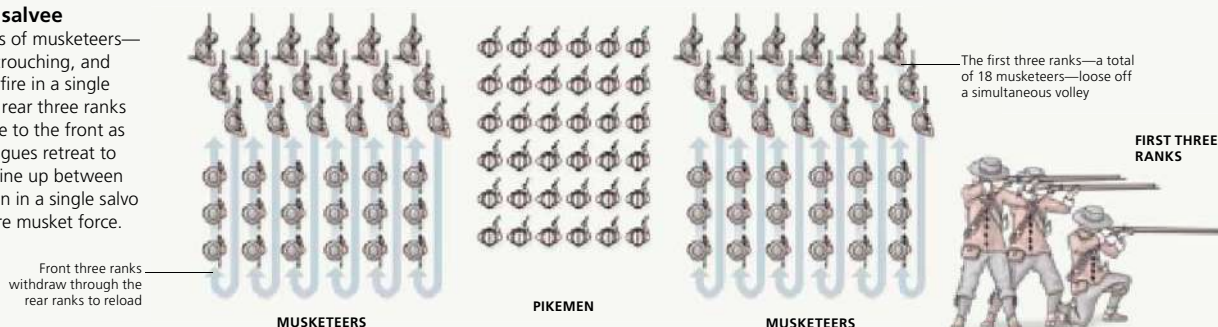 salvee
s of musketeers—
rouching, and
fire in a single
rear three ranks
e to the front as
gues retreat to
ine up between
n in a single salvo
re musket force.
Front three ranks
withdraw through the
rear ranks to reload
MUSKETEERS
PIKEMEN
MUSKETEERS
The first three ranks—a total
of 18 musketeers—loose off
a simultaneous volley
FIRST THREE
RANKS